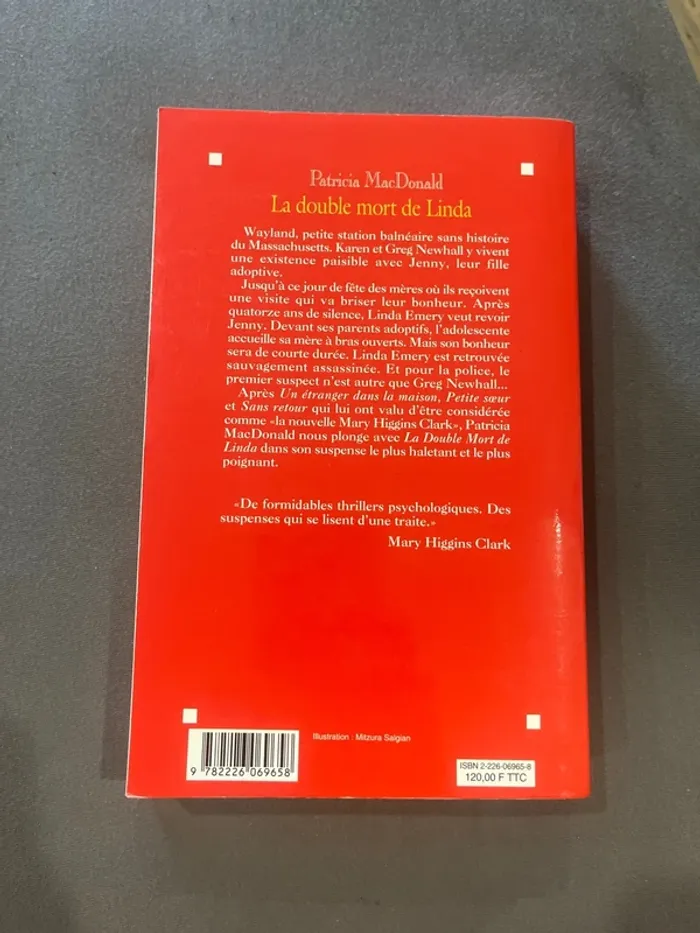 Patricia MacDonald
La double mort de Linda
Wayland, petite station balnéaire sans histoire
du Massachusetts. Karen et Greg Newhall y vivent
une existence paisible avec Jenny, leur fille
adoptive.
Jusqu'à ce jour de fête des mères où ils reçoivent
une visite qui va briser leur bonheur. Après
quatorze ans de silence, Linda Emery veut revoir
Jenny. Devant ses parents adoptifs, l'adolescente
accueille sa mère à bras ouverts. Mais son bonheur
sera de courte durée. Linda Emery est retrouvée
sauvagement assassinée. Et pour la police, le
premier suspect n'est autre que Greg Newhall...
Après Un étranger dans la maison, Petite sœur
et Sans retour qui lui ont valu d'être considérée
comme «la nouvelle Mary Higgins Clark», Patricia
MacDonald nous plonge avec La Double Mort de
Linda dans son suspense le plus haletant et le plus
poignant.
«De formidables thrillers psychologiques. Des
suspenses qui se lisent d'une traite.»
Mary Higgins Clark
Illustration : Mitzura Salgian
9 782226 069658
ISBN 2-226-06965-8
120,00 F TTC